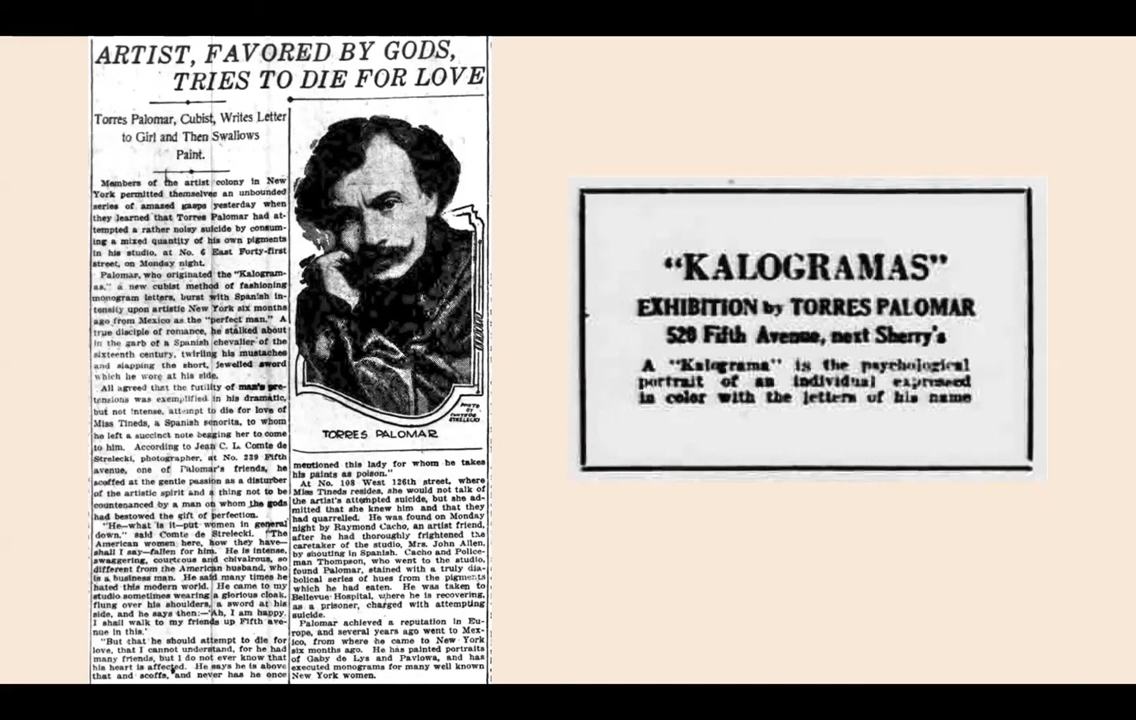 ARTIST, FAVORED BY GODS,
TRIES TO DIE FOR LOVE
Torres Palomar, Cubist, Writes Letter
to Girl and Then Swallows
Paint.
Members of the artist colony in New
York permitted themselves an unbounded
series of amazed gasps yesterday when
they learned that Torres Palomar had at-
tempted a rather noisy suicide by consum-
ing a mixed quantity of his own pigments
in his studio, at No. 6 East Forty-first
street, on Monday night.
Palomar, who originated the "Kalogram-
as," a new cubist method of fashioning
monogram letters, burst with Spanish in-
tensity upon artistic New York six months
ago from Mexico as the "perfect man." A
true disciple of romance, he stalked about
in the garb of a Spanish chevalier of the
sixteenth century, twirling his mustaches
and slapping the short, jewelled sword
which he wore at his side.
All agreed that the futility of man's pre-
tensions was exemplified in his dramatic,
but not intense, attempt to die for love of
Miss Tineds, a Spanish senorita, to whom
he left a succinct note begging her to come
to him. According to Jean C. L. Comte de
Strelecki, photographer, at No. 239 Fifth
avenue, one of Palomar's friends, he
scoffed at the gentle passion as a disturber
of the artistic spirit and a thing not to be
countenanced by a man on whom the gods
had bestowed the gift of perfection.
"He—what is it—put women in general
down," said Comte de Strelecki. "The
American women here, how they have—
shall I say—fallen for him. He is intense,
swaggering, courteous and chivalrous, so
different from the American husband, who
is a business man. He said many times he
hated this modern world. He came to my
studio sometimes wearing a glorious cloak,
flung over his shoulders, a sword at his
side, and he says then:—'Ah, I am happy.
I shall walk to my friends up Fifth ave-
nue in this.'
"But that he should attempt to die for
love, that I cannot understand, for he had
many friends, but I do not ever know that
his heart is affected. He says he is above
that and scoffs, and never has he once
PHOTO
BY
COMTE DE
STRELECKI
TORRES PALOMAR
mentioned this lady for whom he takes
his paints as poison."
At No. 108 West 126th street, where
Miss Tineds resides, she would not talk of
the artist's attempted suicide, but she ad-
mitted that she knew him and that they
had quarrelled. He was found on Monday
night by Raymond Cacho, an artist friend,
after he had thoroughly frightened the
caretaker of the studio, Mrs. John Allen,
by shouting in Spanish. Cacho and Police-
man Thompson, who went to the studio,
found Palomar, stained with a truly dia-
bolical series of hues from the pigments
which he had eaten. He was taken to
Bellevue Hospital, where he is recovering,
as a prisoner, charged with attempting
suicide.
Palomar achieved a reputation in Eu-
rope, and several years ago went to Mex-
ico, from where he came to New York
six months ago. He has painted portraits
of Gaby de Lys and Pavlowa, and has
executed monograms for many well known
New York women.
"KALOGRAMAS"
EXHIBITION by TORRES PALOMAR
520 Fifth Avenue, next Sherry's
A "Kalograma" is the psychological
portrait of an individual expressed
in color with the letters of his name